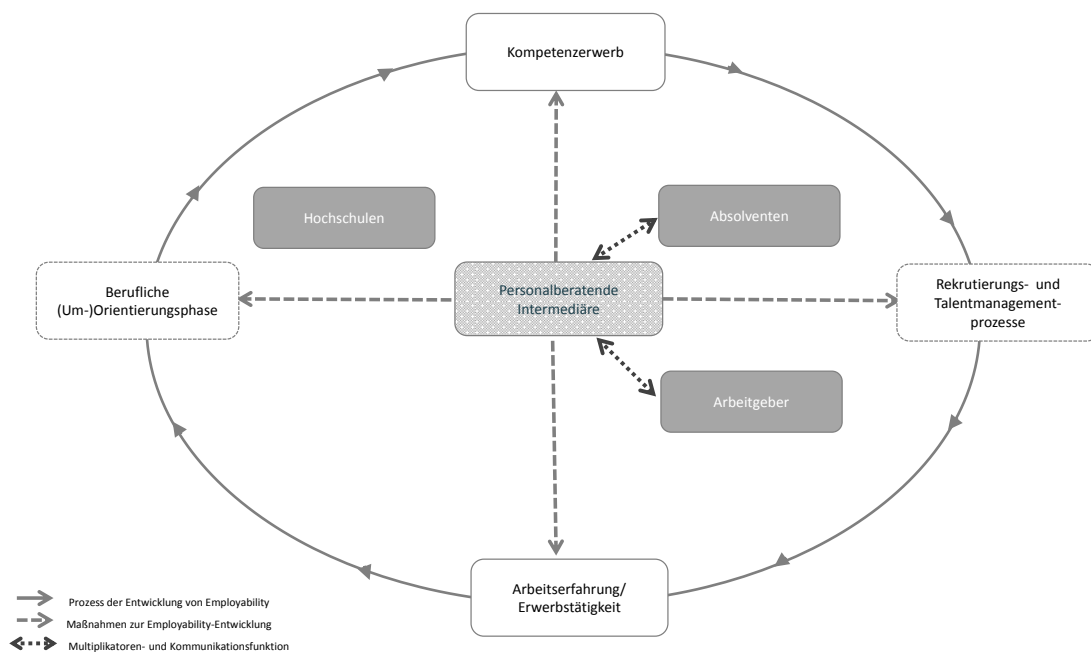 Kompetenzerwerb
Hochschulen
Absolventen
Berufliche
(Um-)Orientierungsphase
Personalberatende
Intermediäre
Rekrutierungs- und
Talentmanagement-
prozesse
Arbeitgeber
Arbeitserfahrung/
Erwerbstätigkeit
Prozess der Entwicklung von Employability
Maßnahmen zur Employability-Entwicklung
Multiplikatoren- und Kommunikationsfunktion